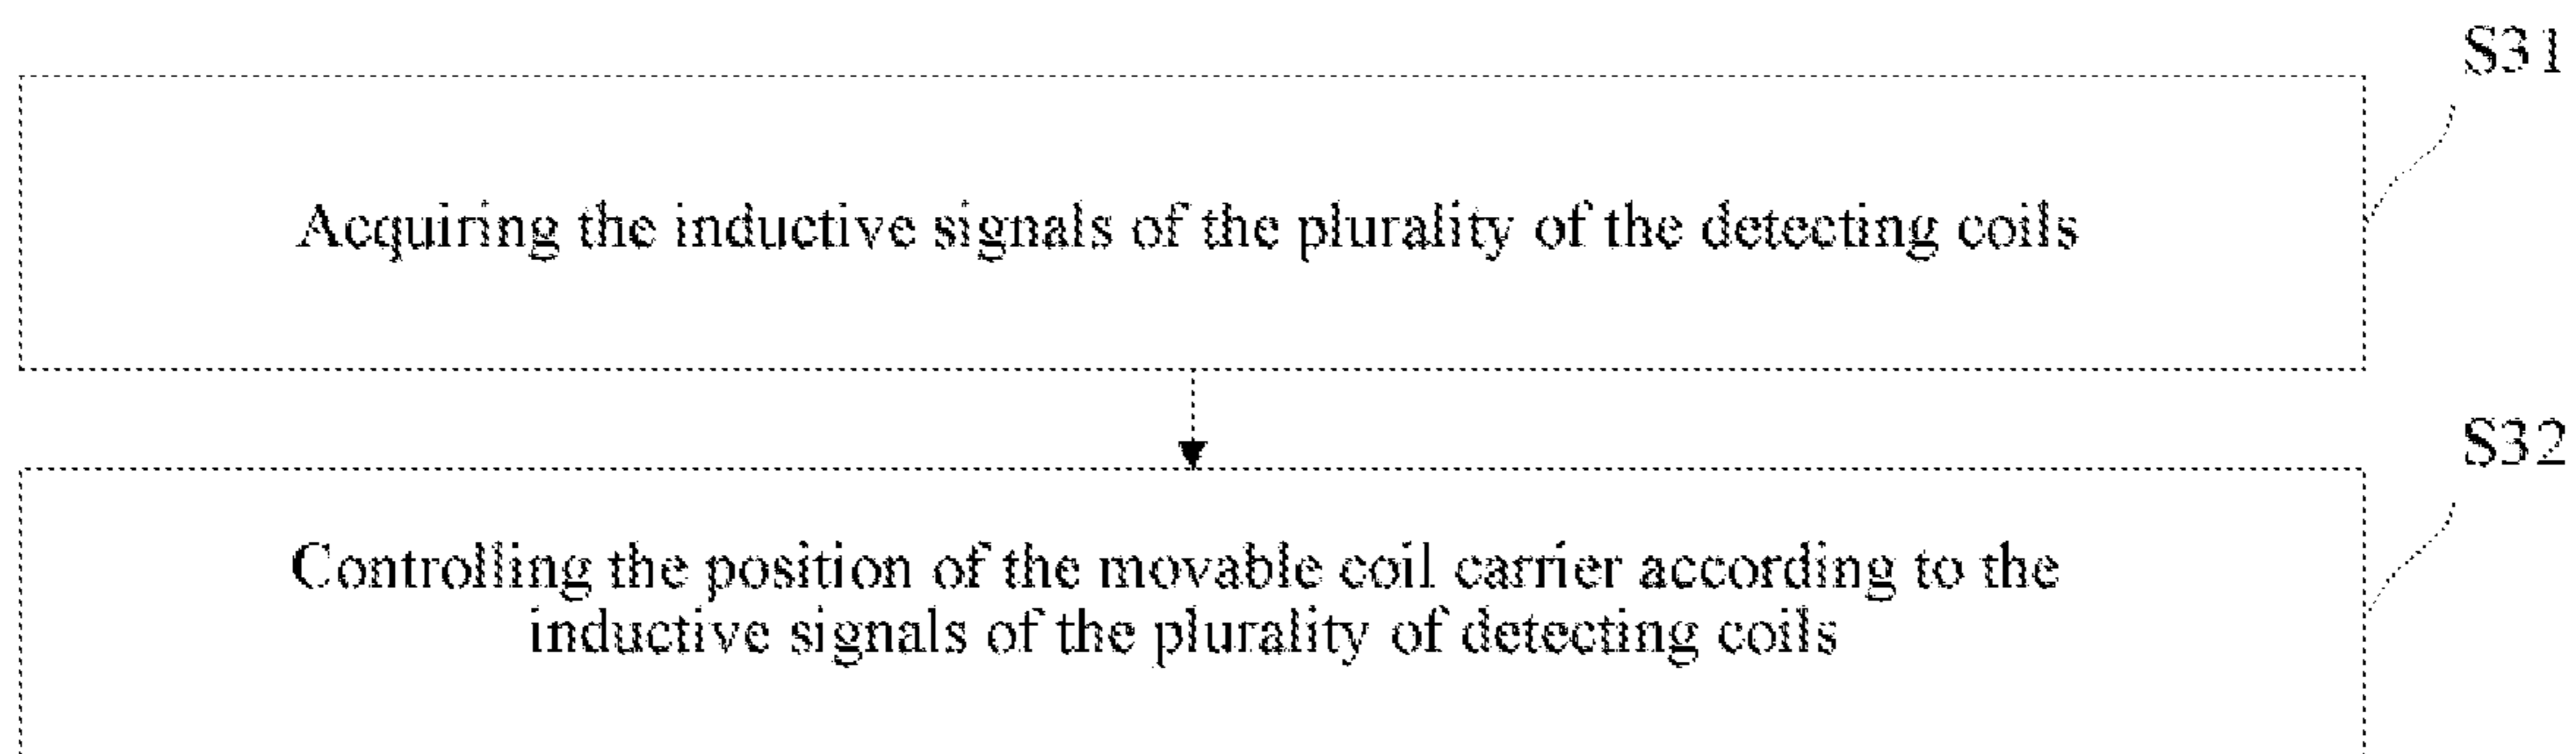 S31
Acquiring the inductive signals of the plurality of the detecting coils
S32
Controlling the position of the movable coil carrier according to the
inductive signals of the plurality of detecting coils